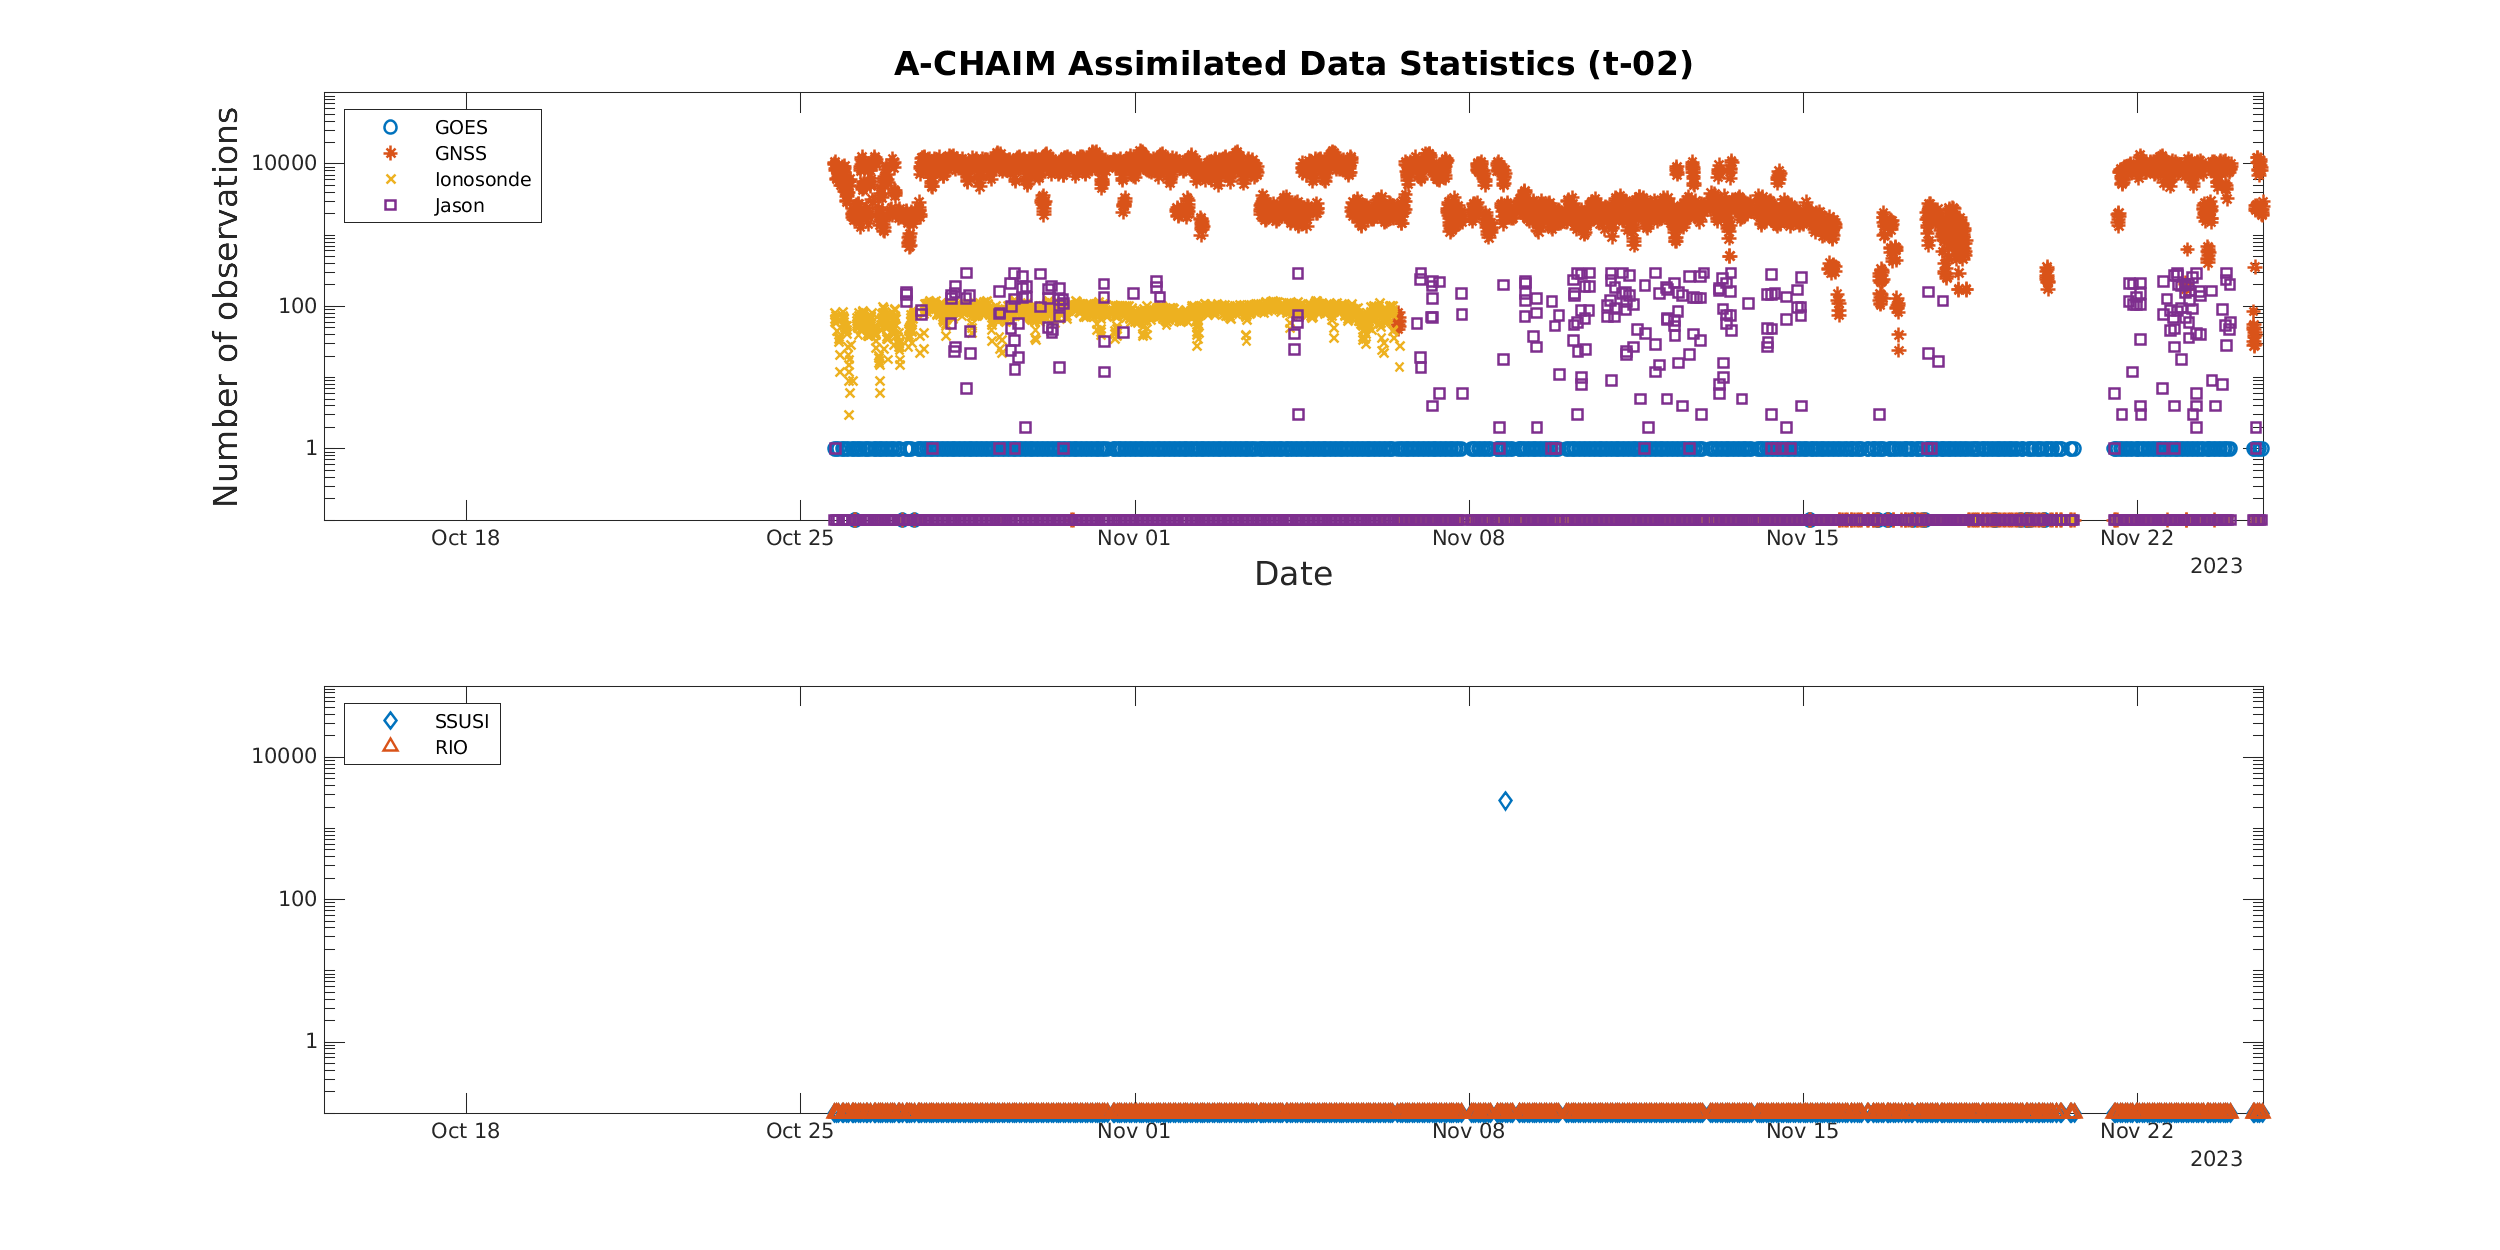 A-CHAIM Assimilated Data Statistics (t-02)
GOES
GNSS
Ionosonde
Jason
10000
100
1
Number of observations
Oct 18 Oct 25 Nov 01 Nov 08 Nov 15 Nov 22
2023
Date
SSUSI
RIO
10000
100
1
Oct 18 Oct 25 Nov 01 Nov 08 Nov 15 Nov 22
2023